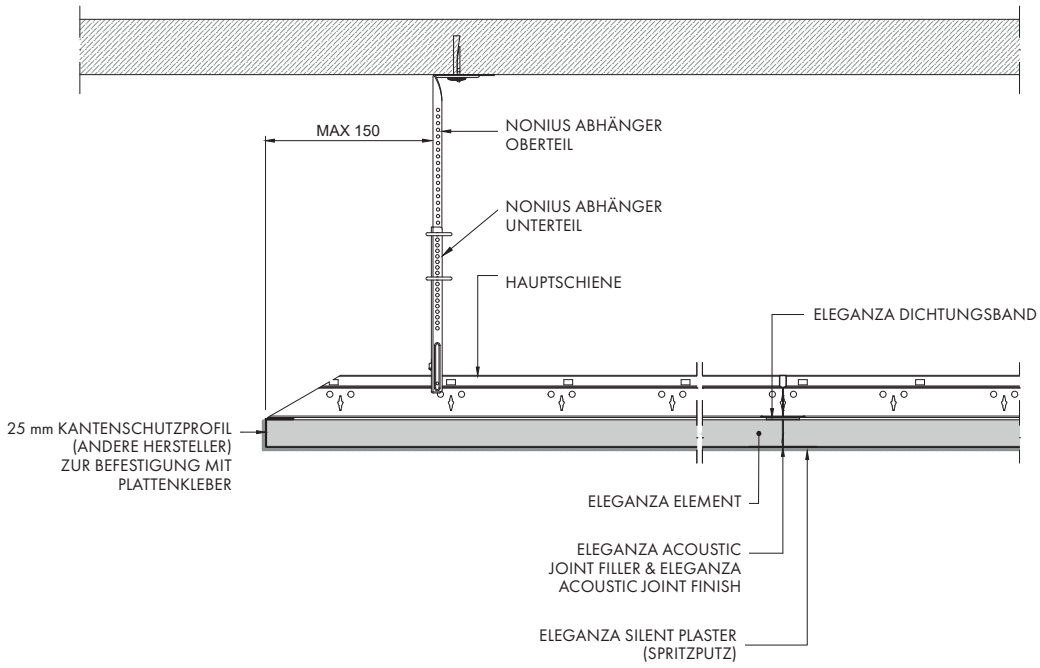 MAX 150
NONIUS ABHÄNGER
OBERTEIL
NONIUS ABHÄNGER
UNTERTEIL
HAUPTSCHIENE
ELEGANZA DICHTUNGSBAND
25 mm KANTENSCHUTZPROFIL
(ANDERE HERSTELLER)
ZUR BEFESTIGUNG MIT
PLATTENKLEBER
ELEGANZA ELEMENT
ELEGANZA ACOUSTIC
JOINT FILLER & ELEGANZA
ACOUSTIC JOINT FINISH
ELEGANZA SILENT PLASTER
(SPRITZPUTZ)